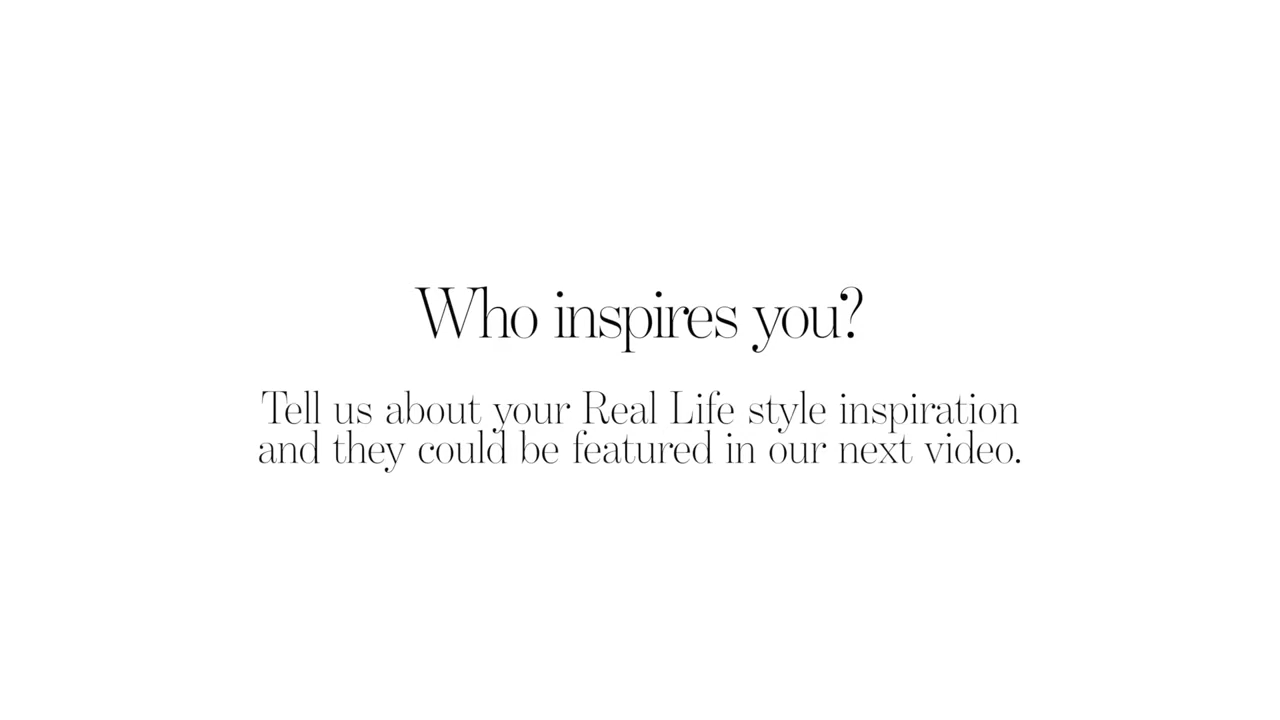 Who inspires you?
Tell us about your Real Life style inspiration
and they could be featured in our next video.